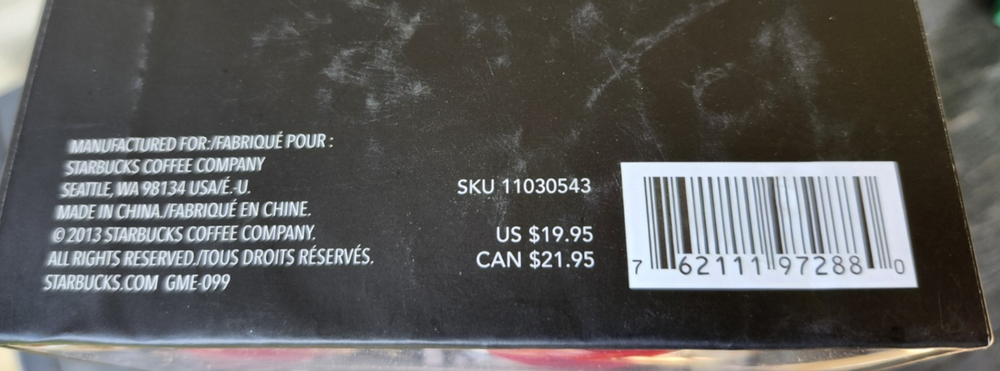 MANUFACTURED FOR:/FABRIQUÉ POUR :
STARBUCKS COFFEE COMPANY
SEATTLE, WA 98134 USA/É.-U.
MADE IN CHINA./FABRIQUÉ EN CHINE.
© 2013 STARBUCKS COFFEE COMPANY.
ALL RIGHTS RESERVED./TOUS DROITS RÉSERVÉS.
STARBUCKS.COM GME-099
SKU 11030543
US $19.95
CAN $21.95
7 62111 97288 0